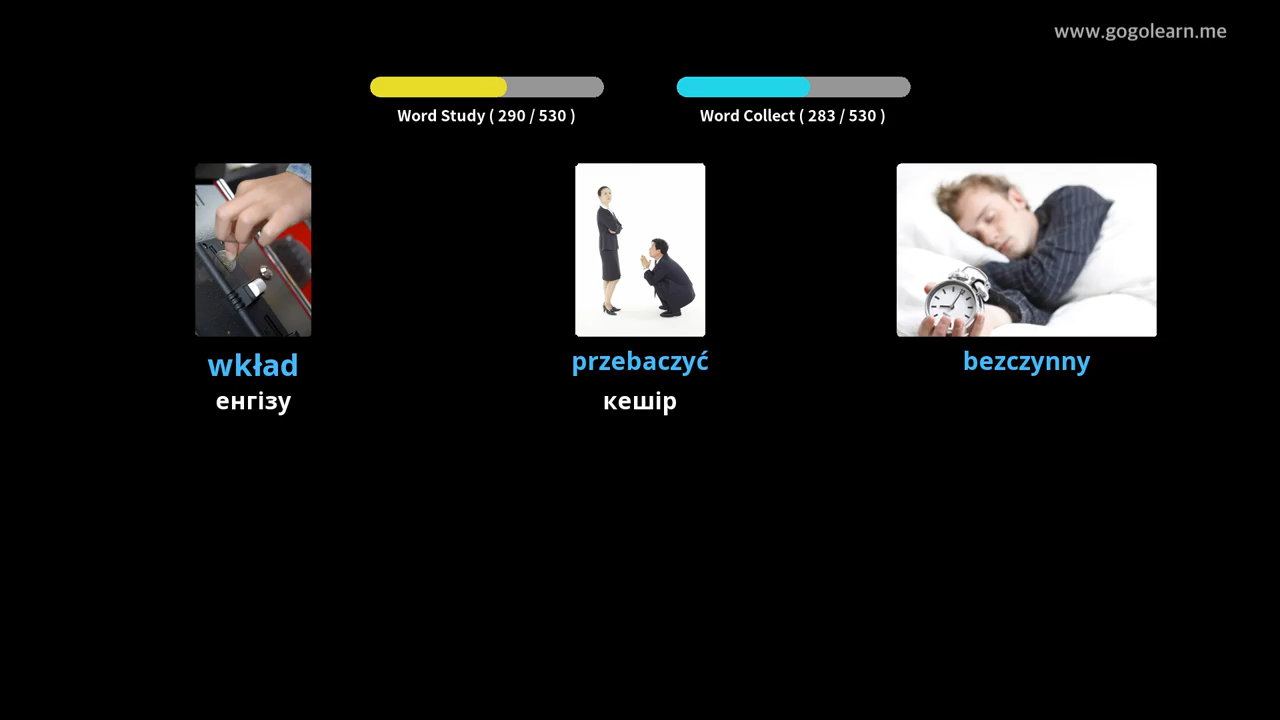 www.gogolearn.me
Word Study ( 290 / 530 )
Word Collect ( 283 / 530 )
wkład
przebaczyć
bezczynny
енгізу
кешір